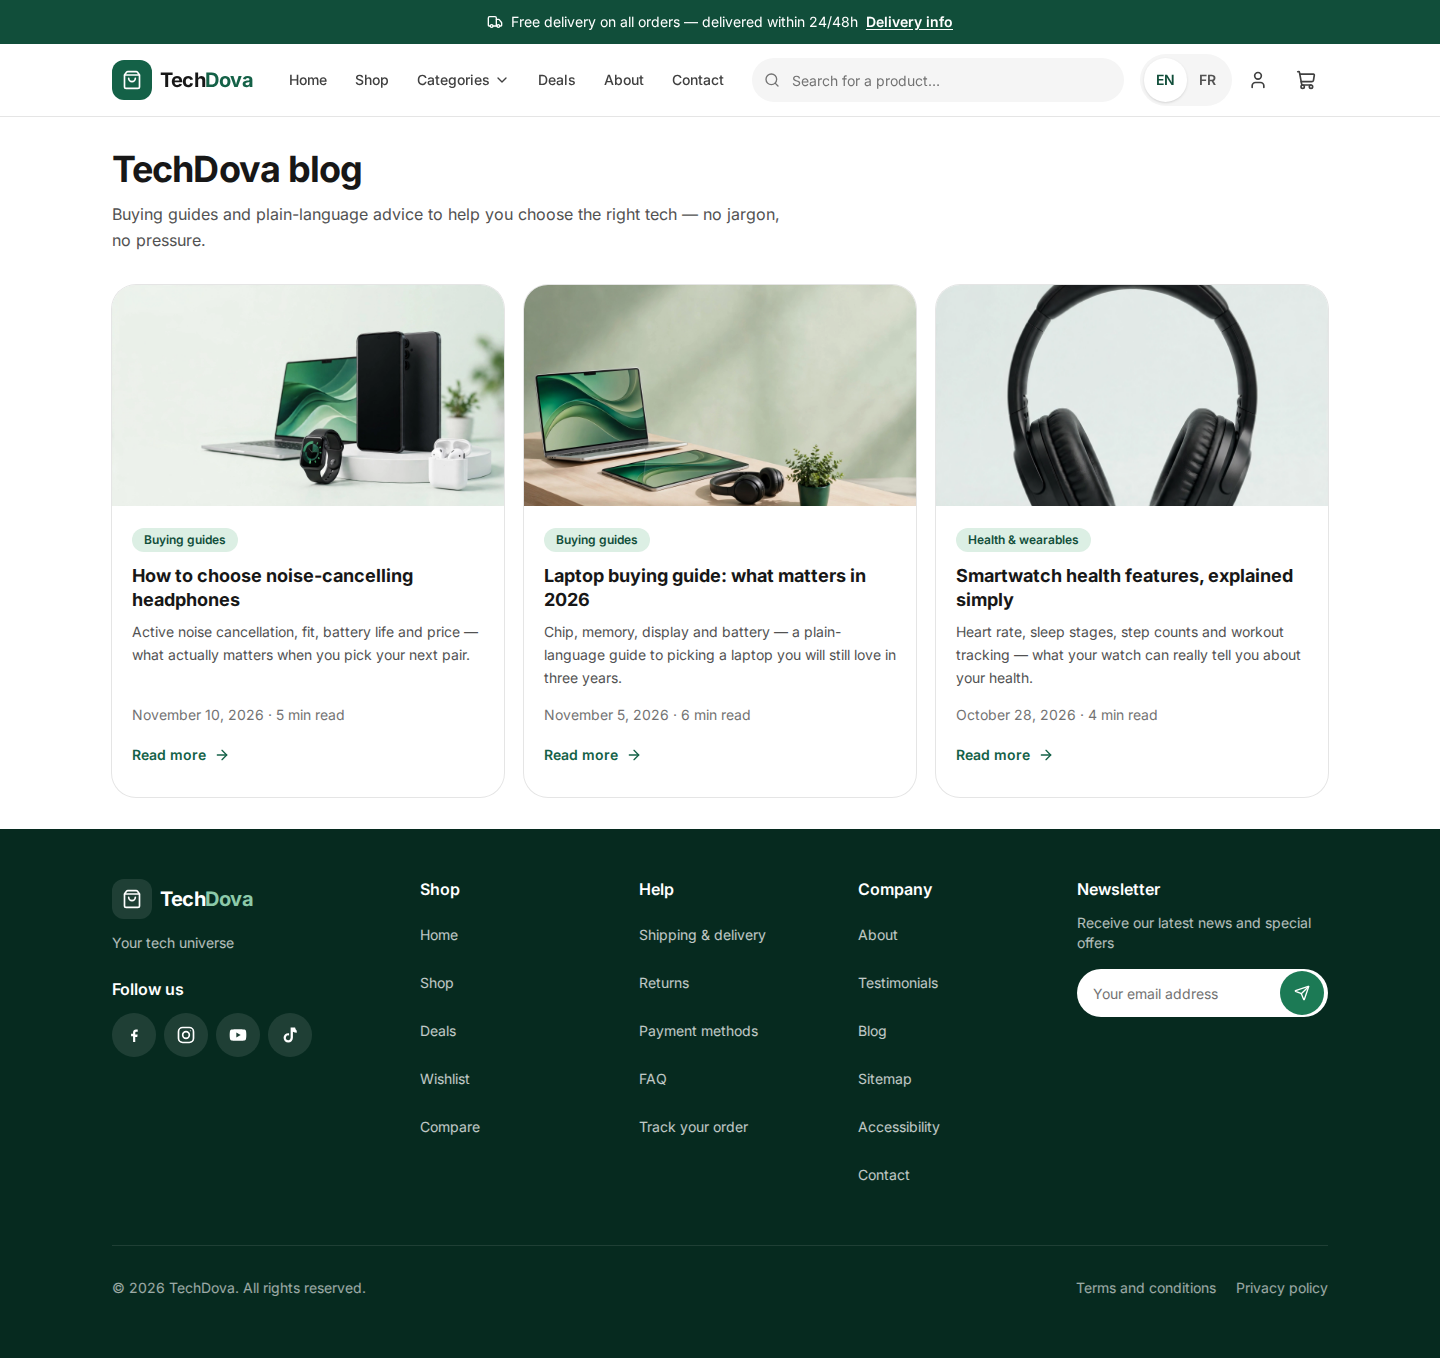 Free delivery on all orders — delivered within 24/48h Delivery info
TechDova Home Shop Categories Deals About Contact Search for a product... EN FR
TechDova blog
Buying guides and plain-language advice to help you choose the right tech — no jargon,
no pressure.
Buying guides
How to choose noise-cancelling
headphones
Active noise cancellation, fit, battery life and price —
what actually matters when you pick your next pair.
November 10, 2026 · 5 min read
Read more
Buying guides
Laptop buying guide: what matters in
2026
Chip, memory, display and battery — a plain-
language guide to picking a laptop you will still love in
three years.
November 5, 2026 · 6 min read
Read more
Health & wearables
Smartwatch health features, explained
simply
Heart rate, sleep stages, step counts and workout
tracking — what your watch can really tell you about
your health.
October 28, 2026 · 4 min read
Read more
TechDova
Your tech universe
Follow us
Shop
Home
Shop
Deals
Wishlist
Compare
Help
Shipping & delivery
Returns
Payment methods
FAQ
Track your order
Company
About
Testimonials
Blog
Sitemap
Accessibility
Contact
Newsletter
Receive our latest news and special
offers
Your email address
© 2026 TechDova. All rights reserved.
Terms and conditions Privacy policy